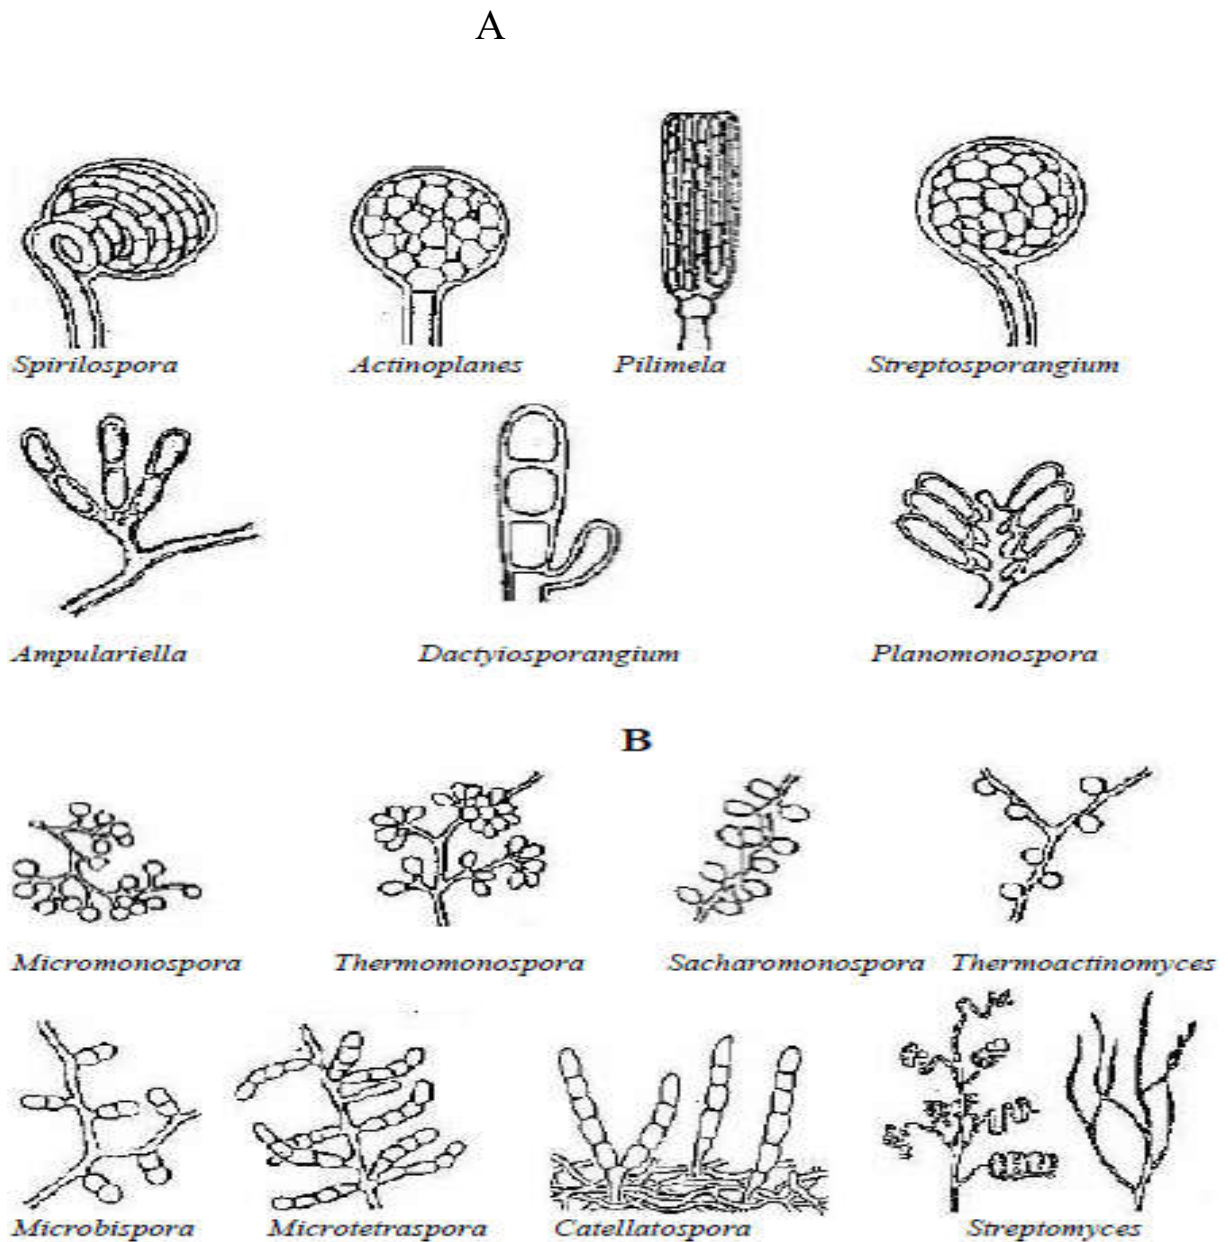 A
Spirilospora Actinoplanes Pilimela Streptosporangium
Ampulariella Dactyiosporangium Planomonospora
B
Micromonospora Thermomonospora Sacharomonospora Thermoactinomyces
Microbispora Microtetraspora Catellatospora Streptomyces